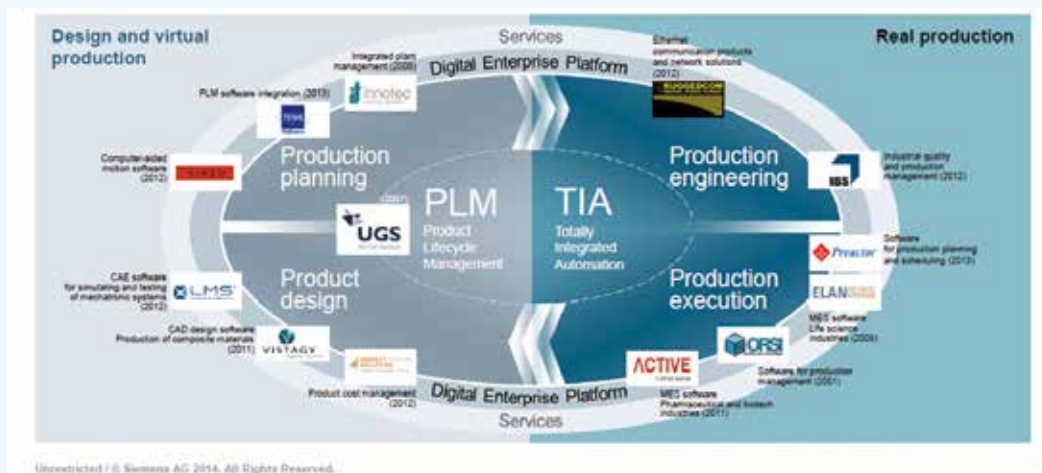 Design and virtual
production
Services
Real production
Digital Enterprise Platform
Integrated plant
management
innotec
Ethernet
communication products
and network solutions
(2012)
RUGGEDCOM
PLM software integration (2013)
Computer-aided
motion software
(2012)
Production
planning
Production
engineering
IBS
Industrial quality
and production
management (2012)
(2007)
UGS
PLM
Product
Lifecycle
Management
TIA
Totally
Integrated
Automation
Software
for production planning
and scheduling (2013)
Preactor
Product
design
Production
execution
CAE software
for simulating and testing
of mechatronic systems
(2012)
LMS
ELAN
MES software
Life science
industries
CAD design software
Production of composite materials
(2011)
VISTAGY
ORSI
Software for production
management (2001)
ACTIVE
MES software
Pharmaceutical and biotech
industries (2011)
Product cost management
(2012)
Digital Enterprise Platform
Services
Unrestricted / © Siemens AG 2014. All Rights Reserved.